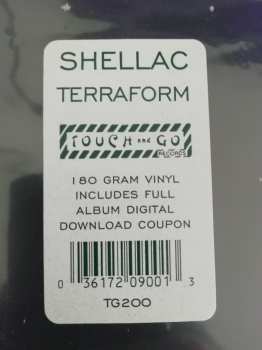 SHELLAC
TERRAFORM
TOUCH AND GO
RECORDS
180 GRAM VINYL
INCLUDES FULL
ALBUM DIGITAL
DOWNLOAD COUPON
0 36172 09001 3
TG200